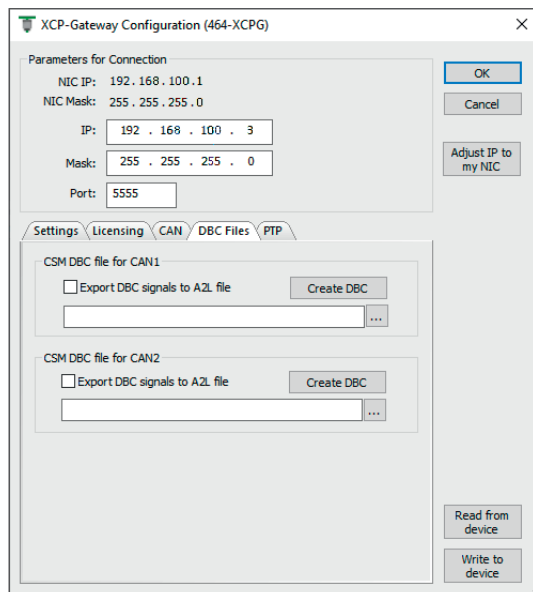 XCP-Gateway Configuration (464-XCPG)
Parameters for Connection
NIC IP: 192.168.100.1
NIC Mask: 255.255.255.0
IP: 192 . 168 . 100 . 3
Mask: 255 . 255 . 255 . 0
Port: 5555
OK
Cancel
Adjust IP to
my NIC
Settings Licensing CAN DBC Files PTP
CSM DBC file for CAN1
Export DBC signals to A2L file Create DBC
...
CSM DBC file for CAN2
Export DBC signals to A2L file Create DBC
...
Read from
device
Write to
device